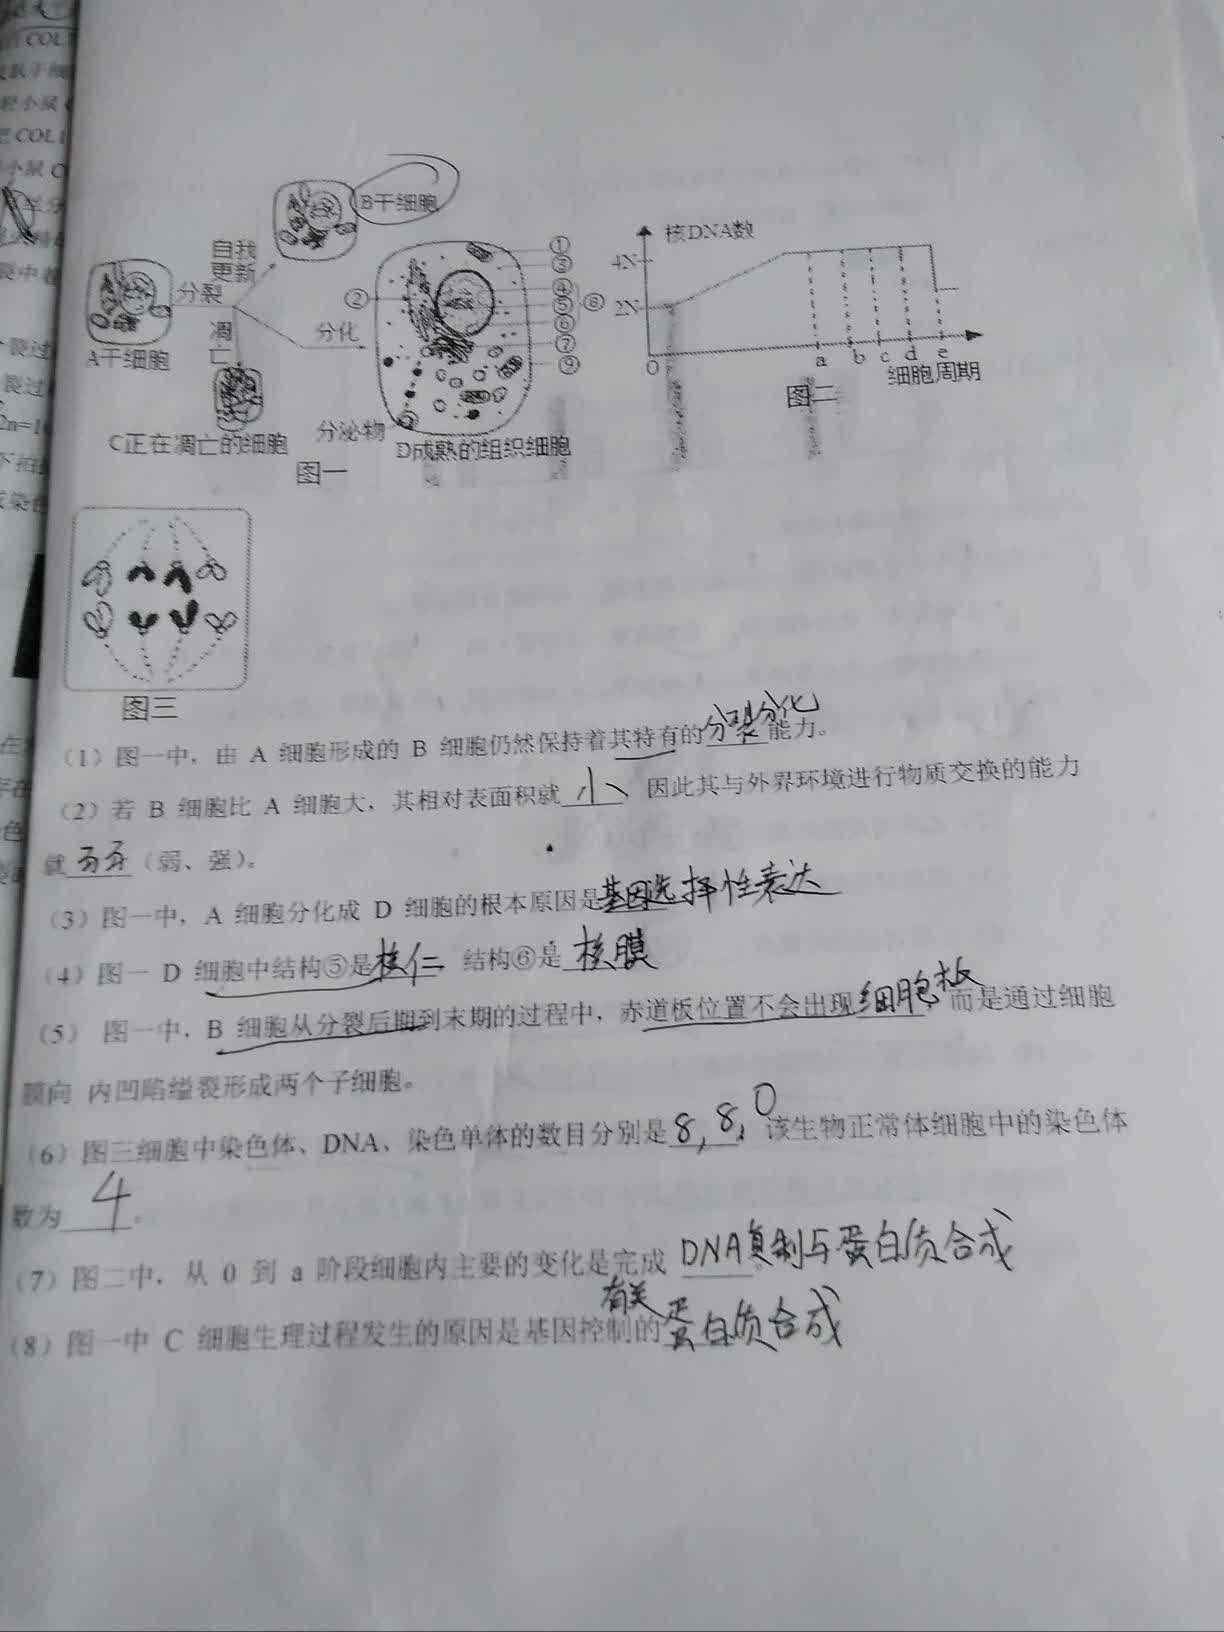 COL1
COL1
小鼠 C
B干细胞
自我
更新
分裂
凋
亡
分化
A干细胞
C正在凋亡的细胞
分泌物
D成熟的组织细胞
图一
① ② ③ ④ ⑤ ⑥ ⑦ ⑧ ⑨
核DNA数
4N
2N
0 a b c d e
细胞周期
图二
图三
(1) 图一中，由 A 细胞形成的 B 细胞仍然保持着其特有的分裂分化能力。
(2) 若 B 细胞比 A 细胞大，其相对表面积就小、因此其与外界环境进行物质交换的能力
就弱（弱、强）。
(3) 图一中，A 细胞分化成 D 细胞的根本原因是基因选择性表达
(4) 图一 D 细胞中结构⑤是核仁 结构⑥是核膜
(5) 图一中，B 细胞从分裂后期到末期的过程中，赤道板位置不会出现细胞板，而是通过细胞
膜向 内凹陷缢裂形成两个子细胞。
(6) 图三细胞中染色体、DNA、染色单体的数目分别是8, 8, 0 该生物正常体细胞中的染色体
数为4。
(7) 图二中，从 0 到 a 阶段细胞内主要的变化是完成 DNA复制与有关蛋白质合成。
(8) 图一中 C 细胞生理过程发生的原因是基因控制的蛋白质合成